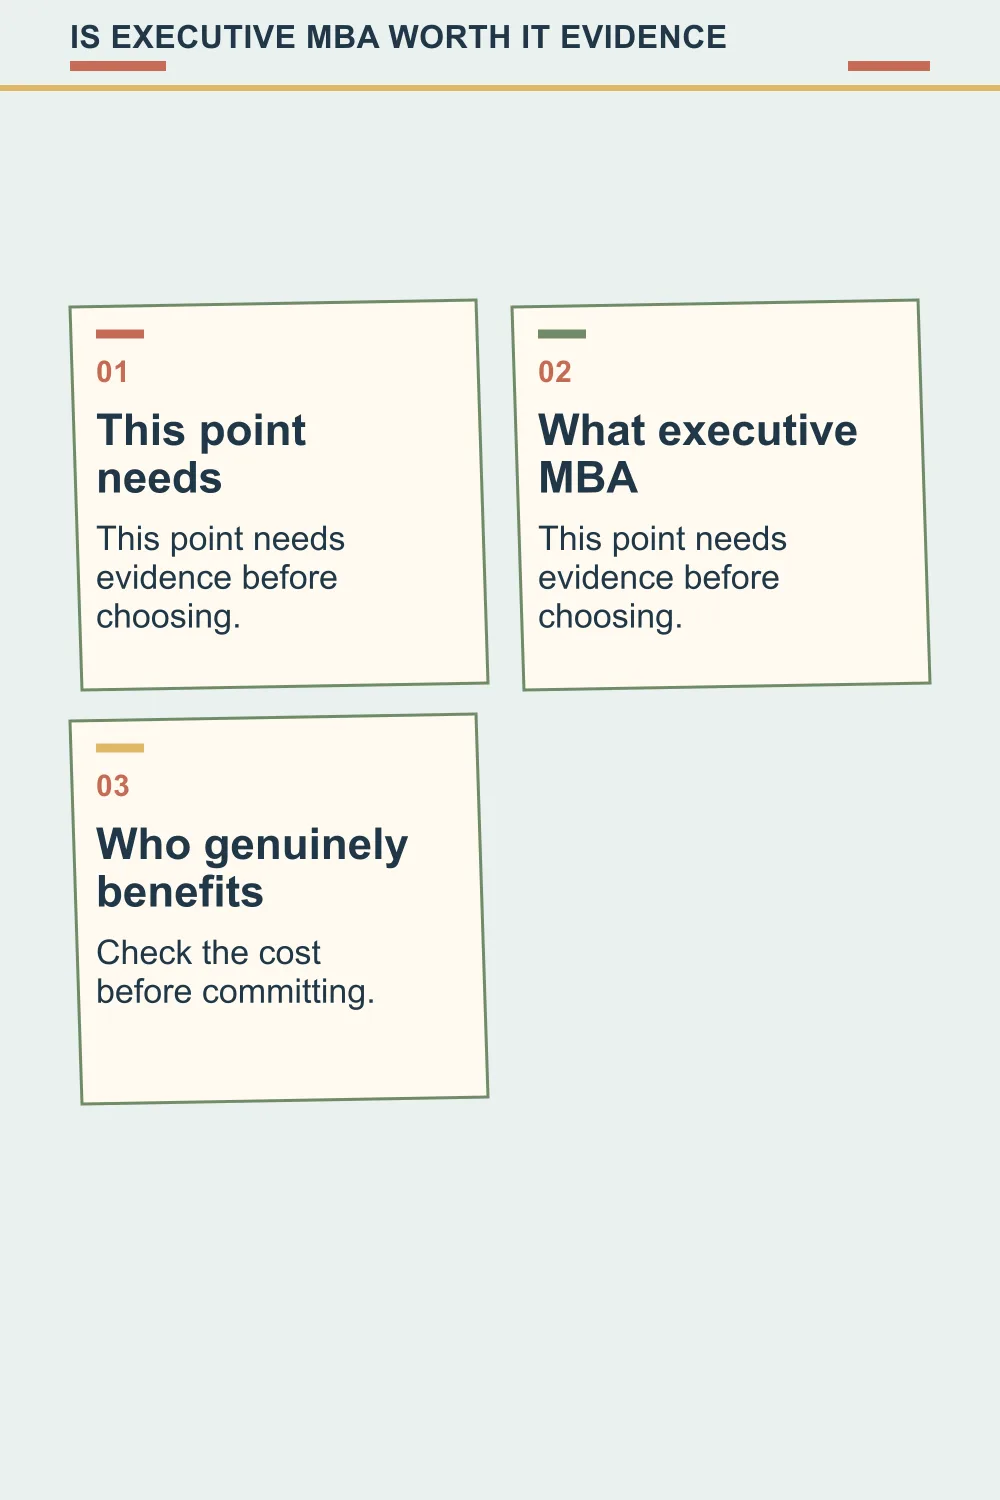 IS EXECUTIVE MBA WORTH IT EVIDENCE
01
This point
needs
This point needs
evidence before
choosing.
02
What executive
MBA
This point needs
evidence before
choosing.
03
Who genuinely
benefits
Check the cost
before committing.